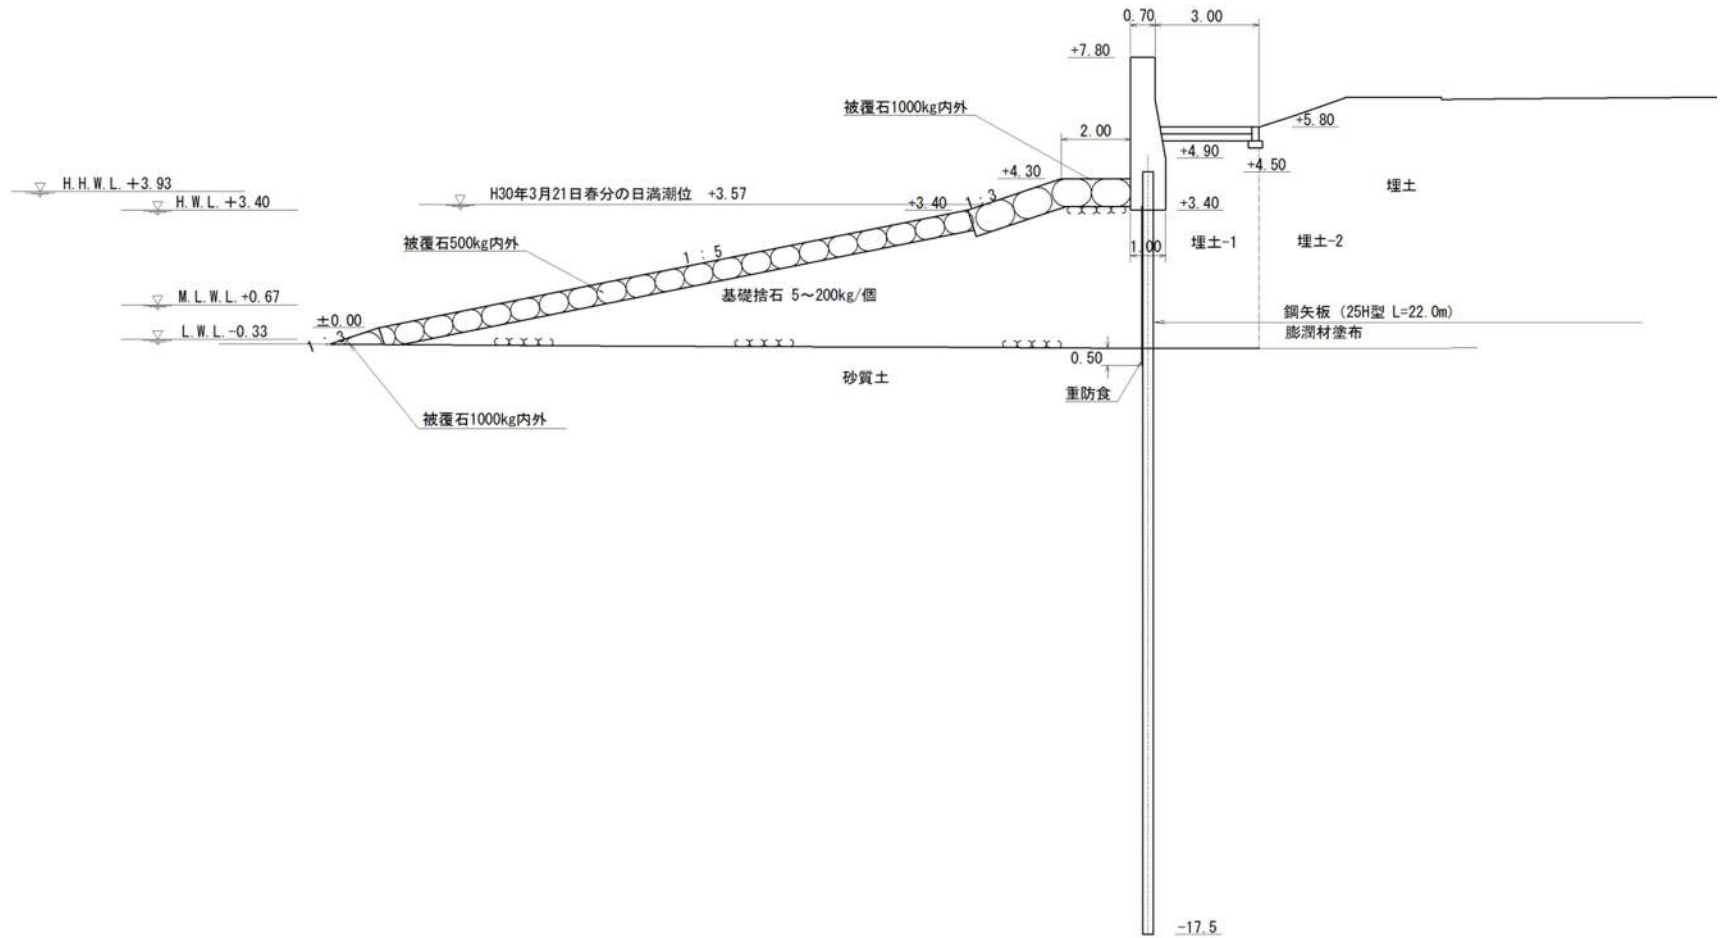 0.70 3.00
+7.80
被覆石1000kg内外
+5.80
2.00
+4.90
+4.50
+4.30
H.H.W.L.+3.93
H30年3月21日春分の日満潮位 +3.57
1:3
埋土
H.W.L.+3.40
+3.40
+3.40
被覆石500kg内外
1:5
1.00
埋土-1
埋土-2
M.L.W.L.+0.67
基礎捨石 5～200kg/個
±0.00
鋼矢板 (25H型 L=22.0m)
L.W.L.-0.33
1:3
膨潤材塗布
0.50
砂質土
重防食
被覆石1000kg内外
-17.5